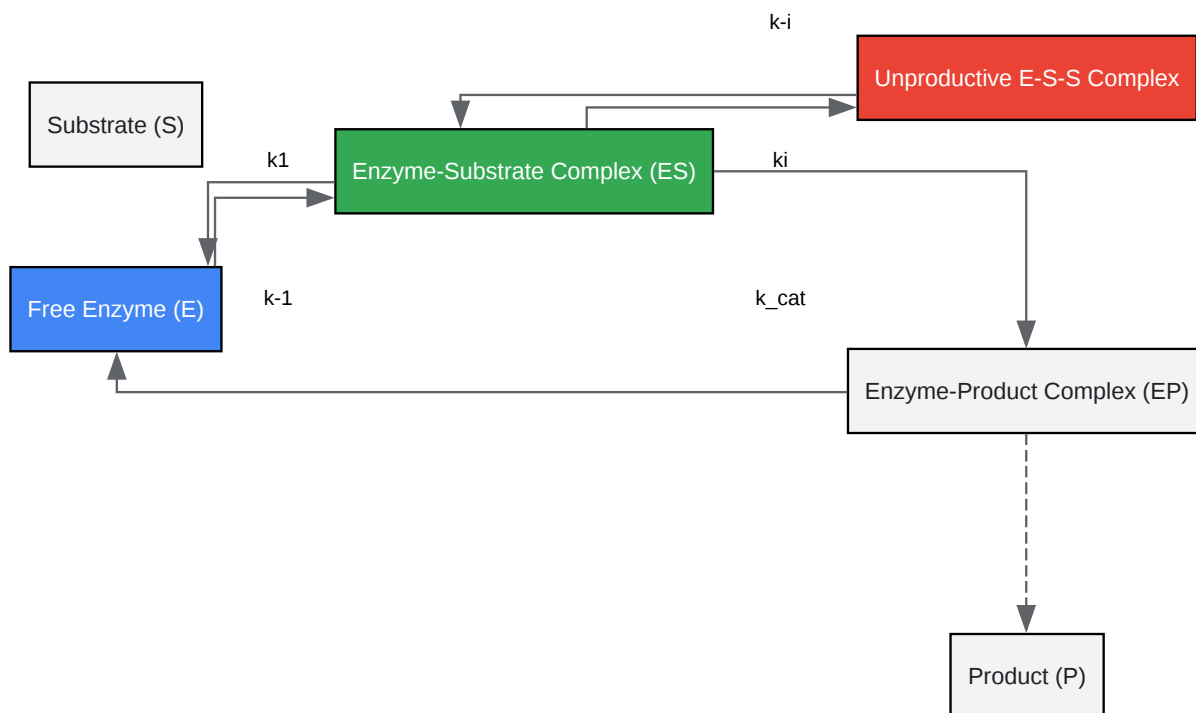 k-i
Unproductive E-S-S Complex
Substrate (S)
k1
Enzyme-Substrate Complex (ES)
ki
Free Enzyme (E)
k-1
k_cat
Enzyme-Product Complex (EP)
Product (P)